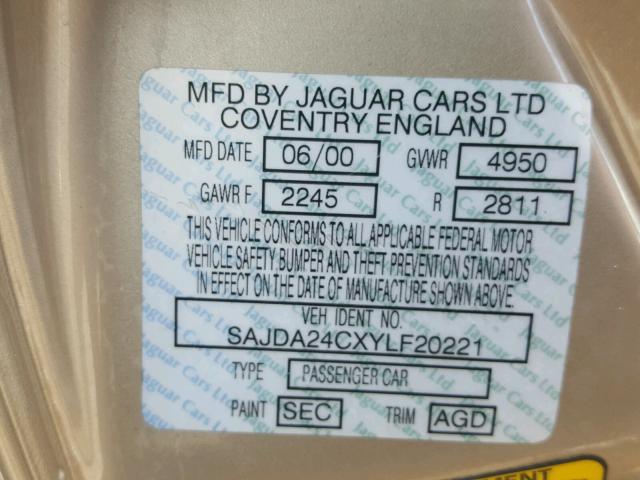 MFD BY JAGUAR CARS LTD
COVENTRY ENGLAND
MFD DATE 06/00 GVWR 4950
GAWR F 2245 R 2811
THIS VEHICLE CONFORMS TO ALL APPLICABLE FEDERAL MOTOR
VEHICLE SAFETY BUMPER AND THEFT PREVENTION STANDARDS
IN EFFECT ON THE DATE OF MANUFACTURE SHOWN ABOVE.
VEH IDENT NO.
SAJDA24CXYLF20221
TYPE PASSENGER CAR
PAINT SEC TRIM AGD